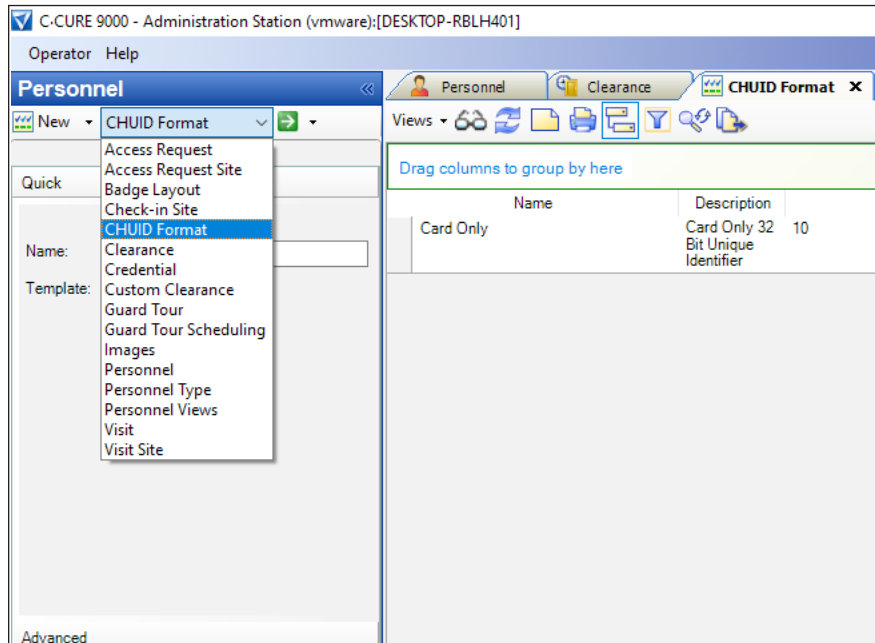 C•CURE 9000 - Administration Station (vmware):[DESKTOP-RBLH401]
Operator Help
Personnel
New
CHUID Format
Access Request
Access Request Site
Badge Layout
Check-in Site
CHUID Format
Clearance
Credential
Custom Clearance
Guard Tour
Guard Tour Scheduling
Images
Personnel
Personnel Type
Personnel Views
Visit
Visit Site
Quick
Name:
Template:
Advanced
Personnel
Clearance
CHUID Format
Views
Drag columns to group by here
Name Description
Card Only Card Only 32 10
Bit Unique
Identifier